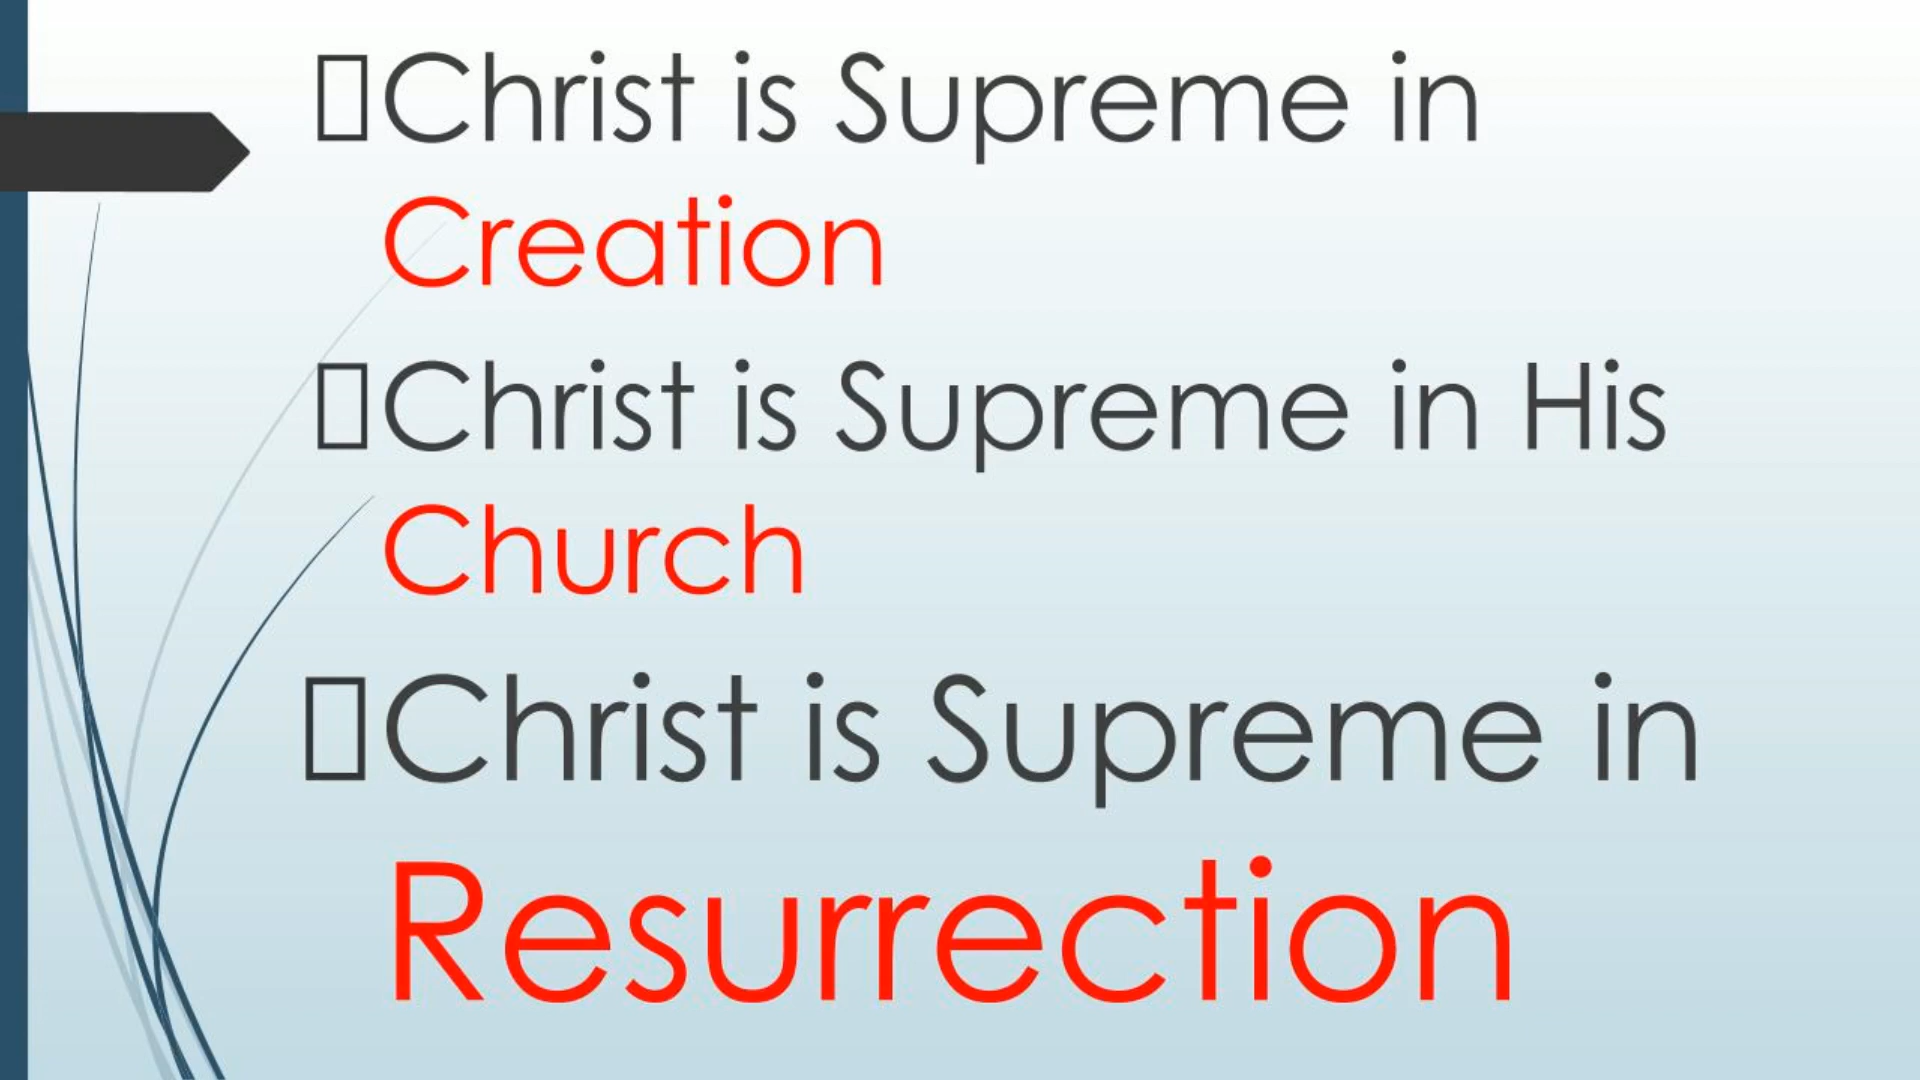 Christ is Supreme in
Creation
Christ is Supreme in His
Church
Christ is Supreme in
Resurrection